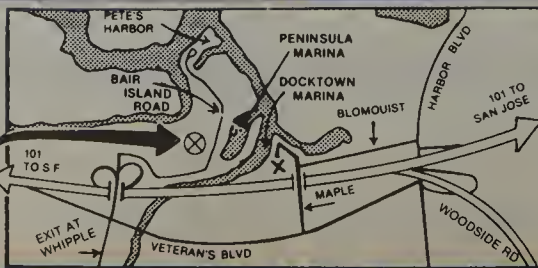 PETE'S
HARBOR
BAIR
ISLAND
ROAD
PENINSULA
MARINA
DOCKTOWN
MARINA
BLOMQUIST
HARBOR BLVD
101 TO
SAN JOSE
101
TO S F
X
MAPLE
EXIT AT
WHIPPLE
VETERAN'S BLVD
WOODSIDE RD